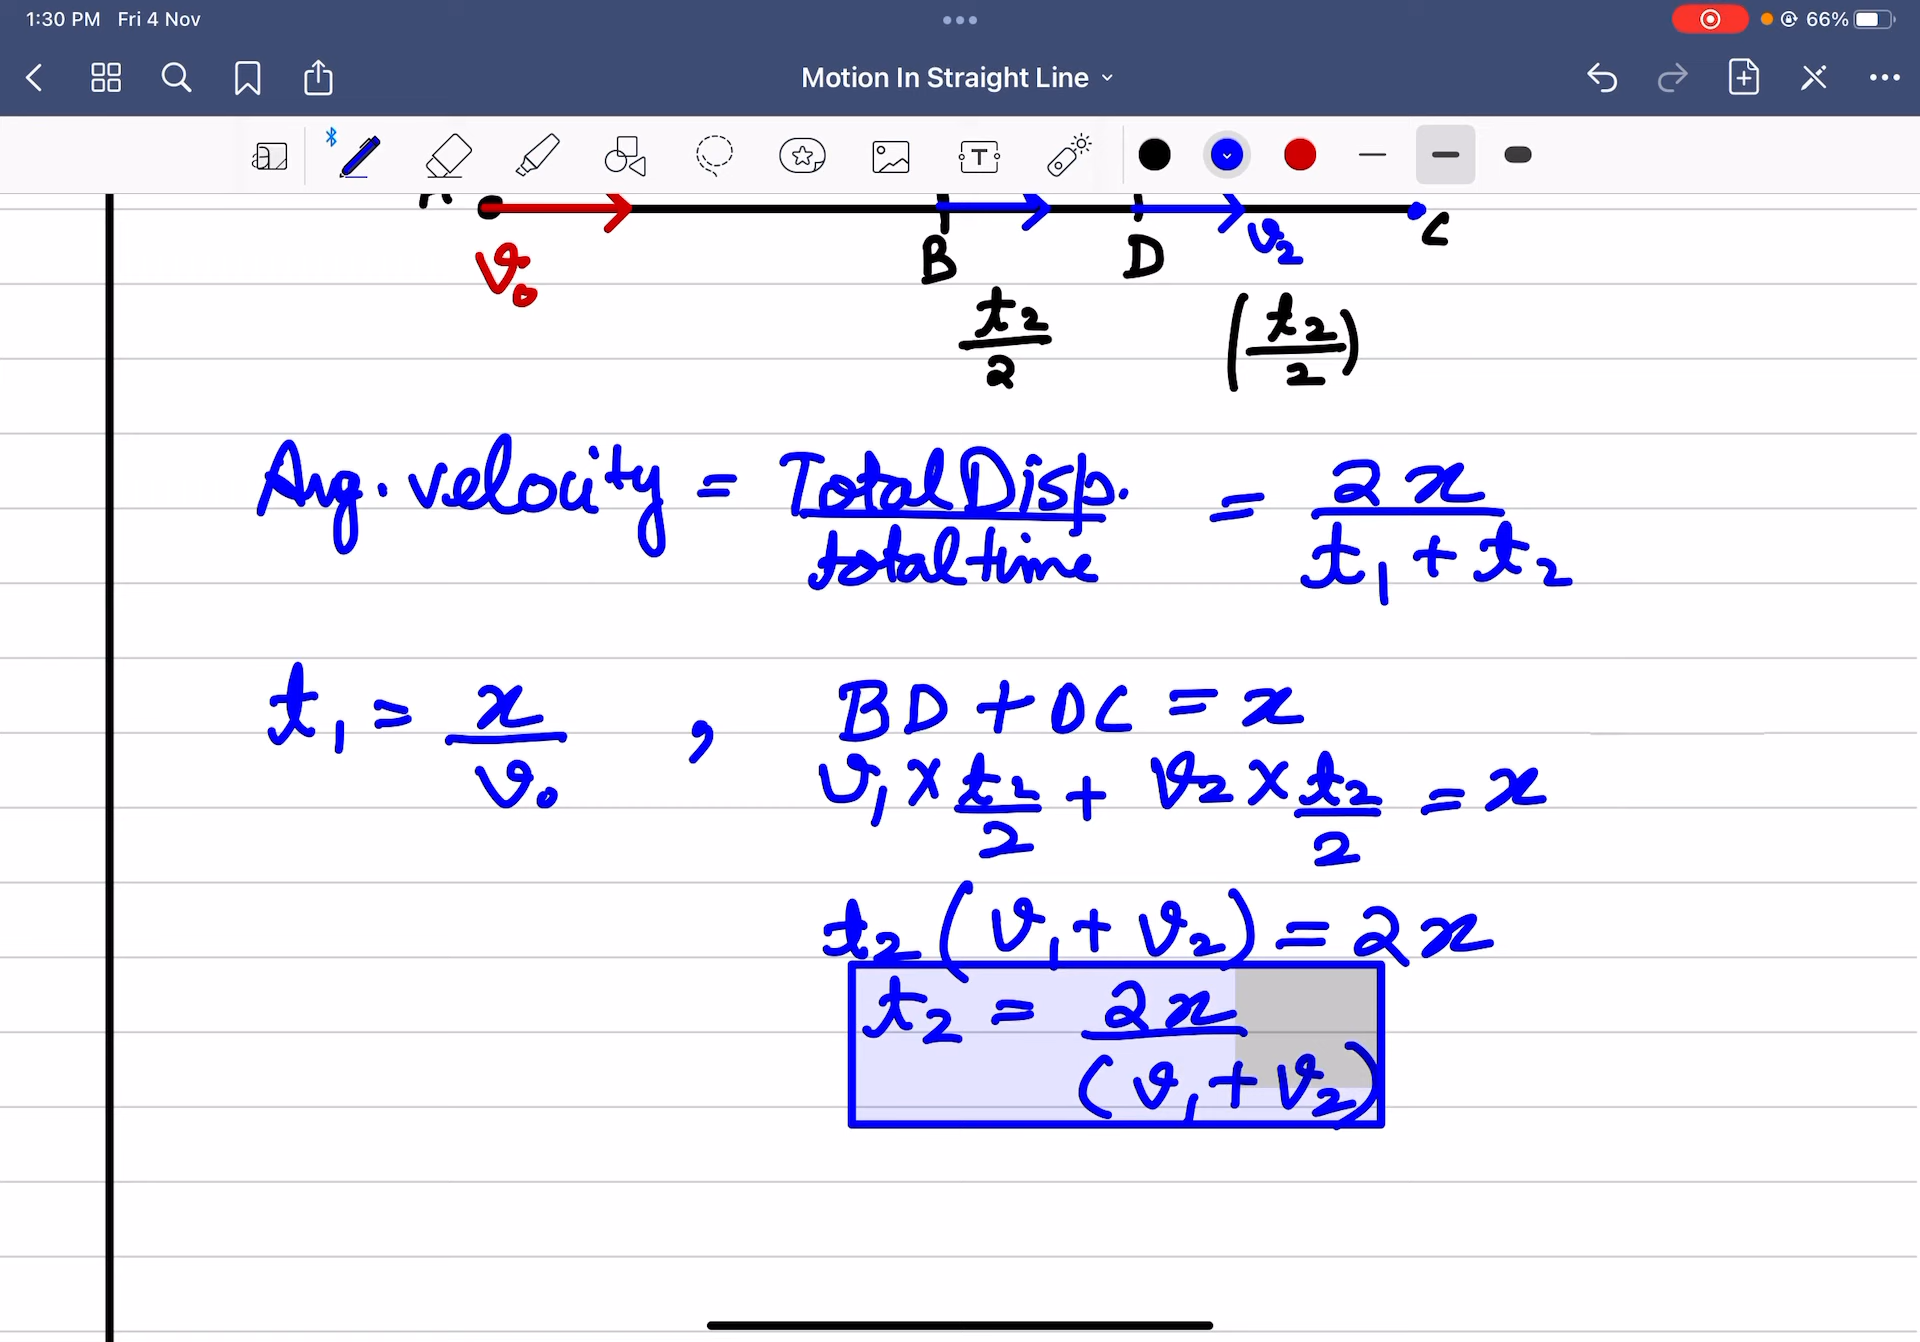 1:30 PM Fri 4 Nov
66%
Motion In Straight Line
A
B
D
C
v₀
v₂
t₂/2
(t₂/2)
Avg. velocity = Total Disp. / total time = 2x / t₁ + t₂
t₁ = x / v₀ , BD + DC = x
v₁ × t₂/2 + v₂ × t₂/2 = x
t₂ (v₁ + v₂) = 2x
t₂ = 2x / (v₁ + v₂)